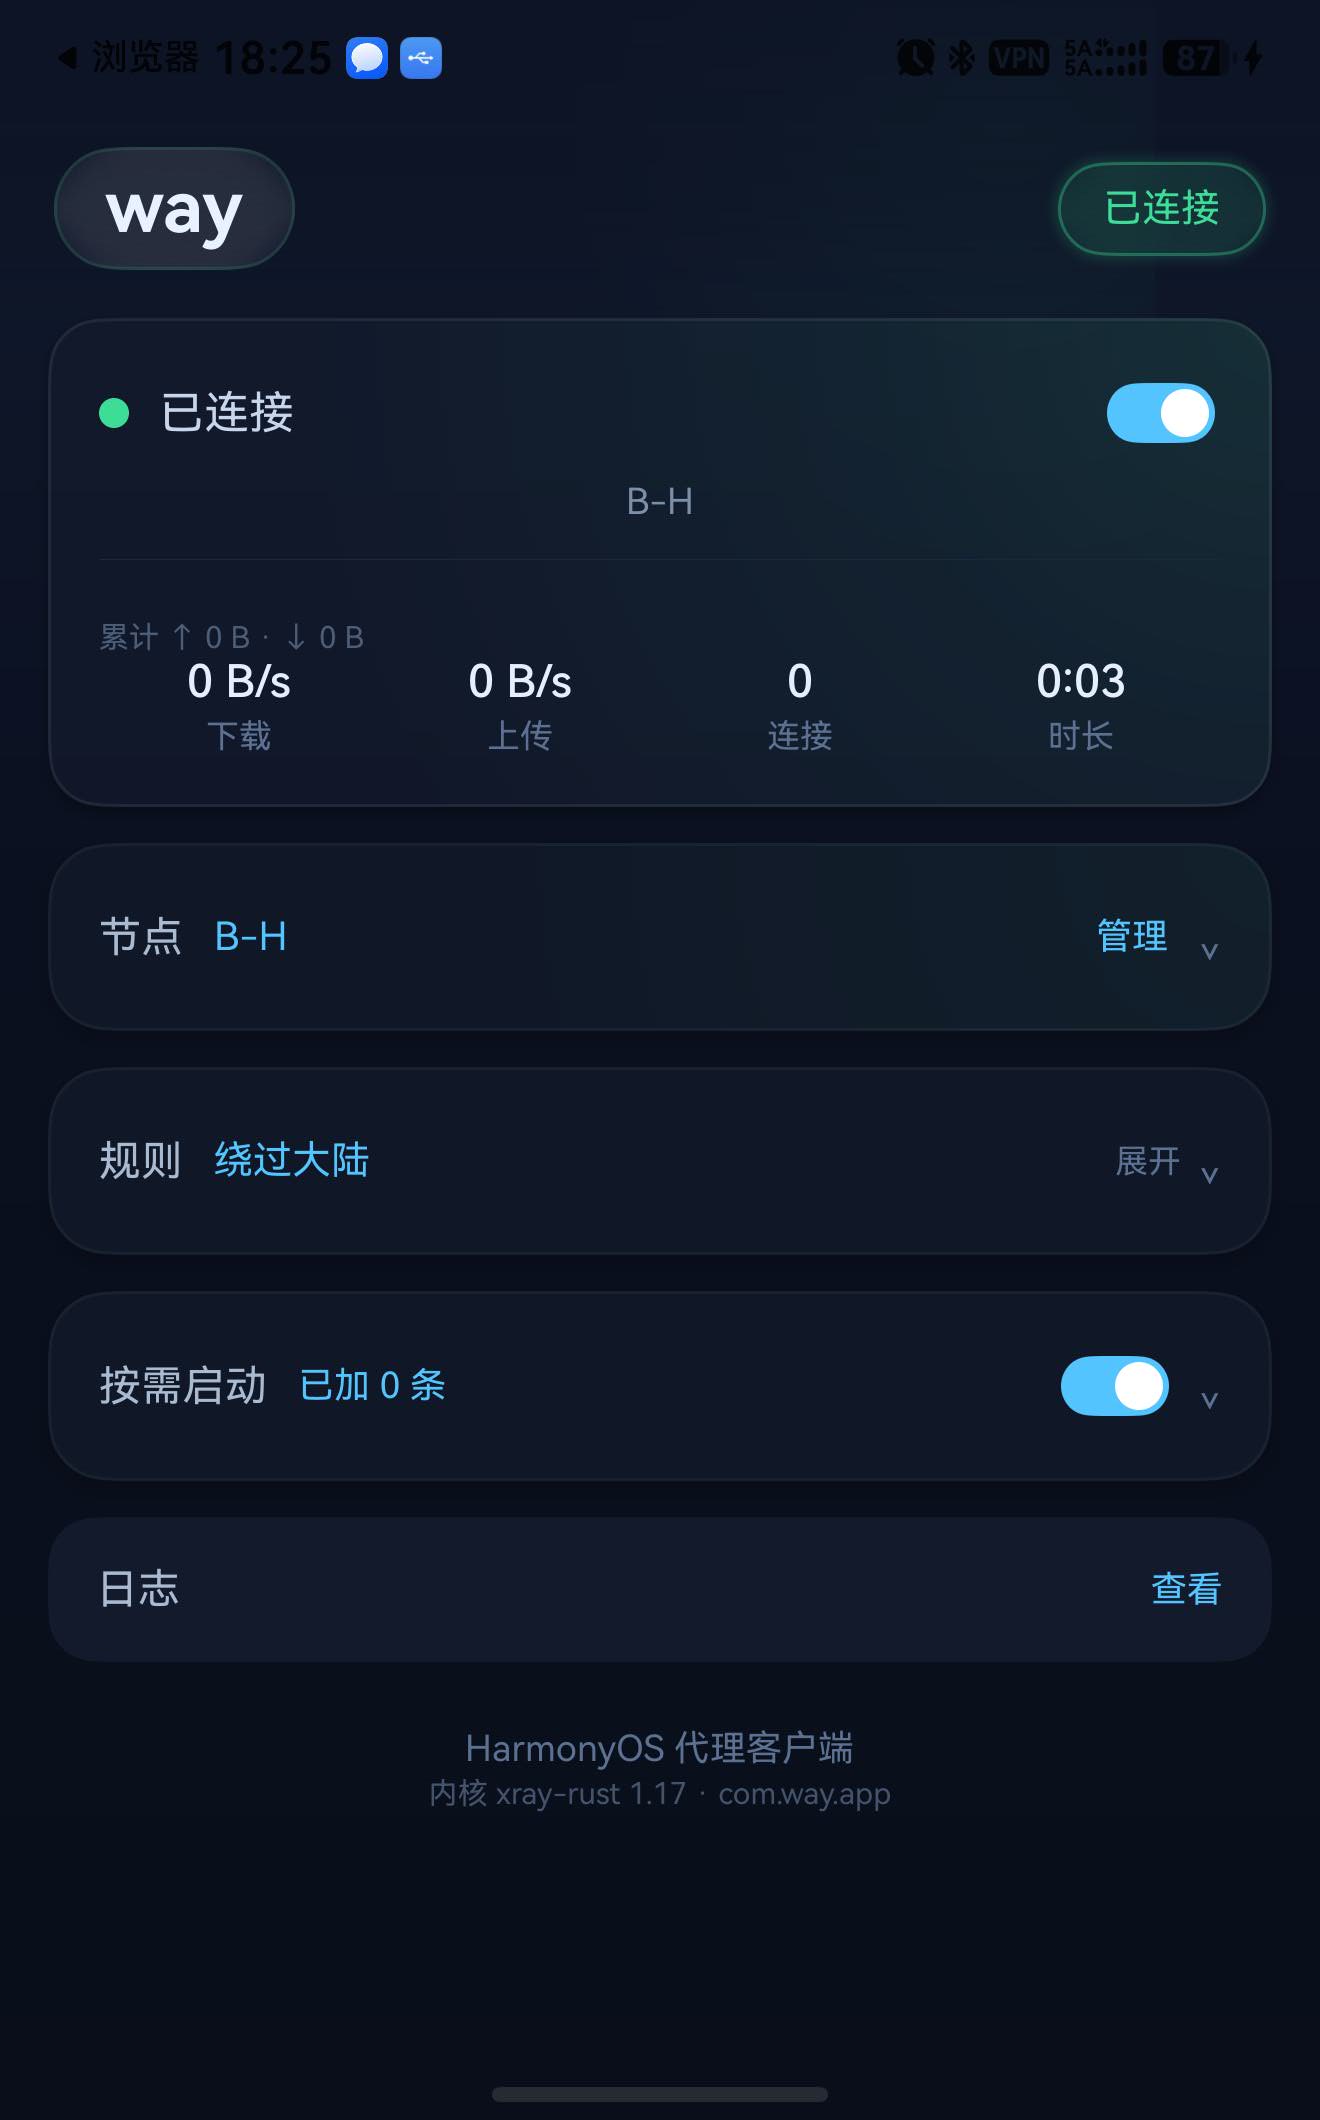 浏览器 18:25 VPN 5A 5A 87
way 已连接
已连接
B-H
累计 ↑ 0 B · ↓ 0 B
0 B/s 0 B/s 0 0:03
下载 上传 连接 时长
节点 B-H 管理
规则 绕过大陆 展开
按需启动 已加 0 条
日志 查看
HarmonyOS 代理客户端
内核 xray-rust 1.17 · com.way.app